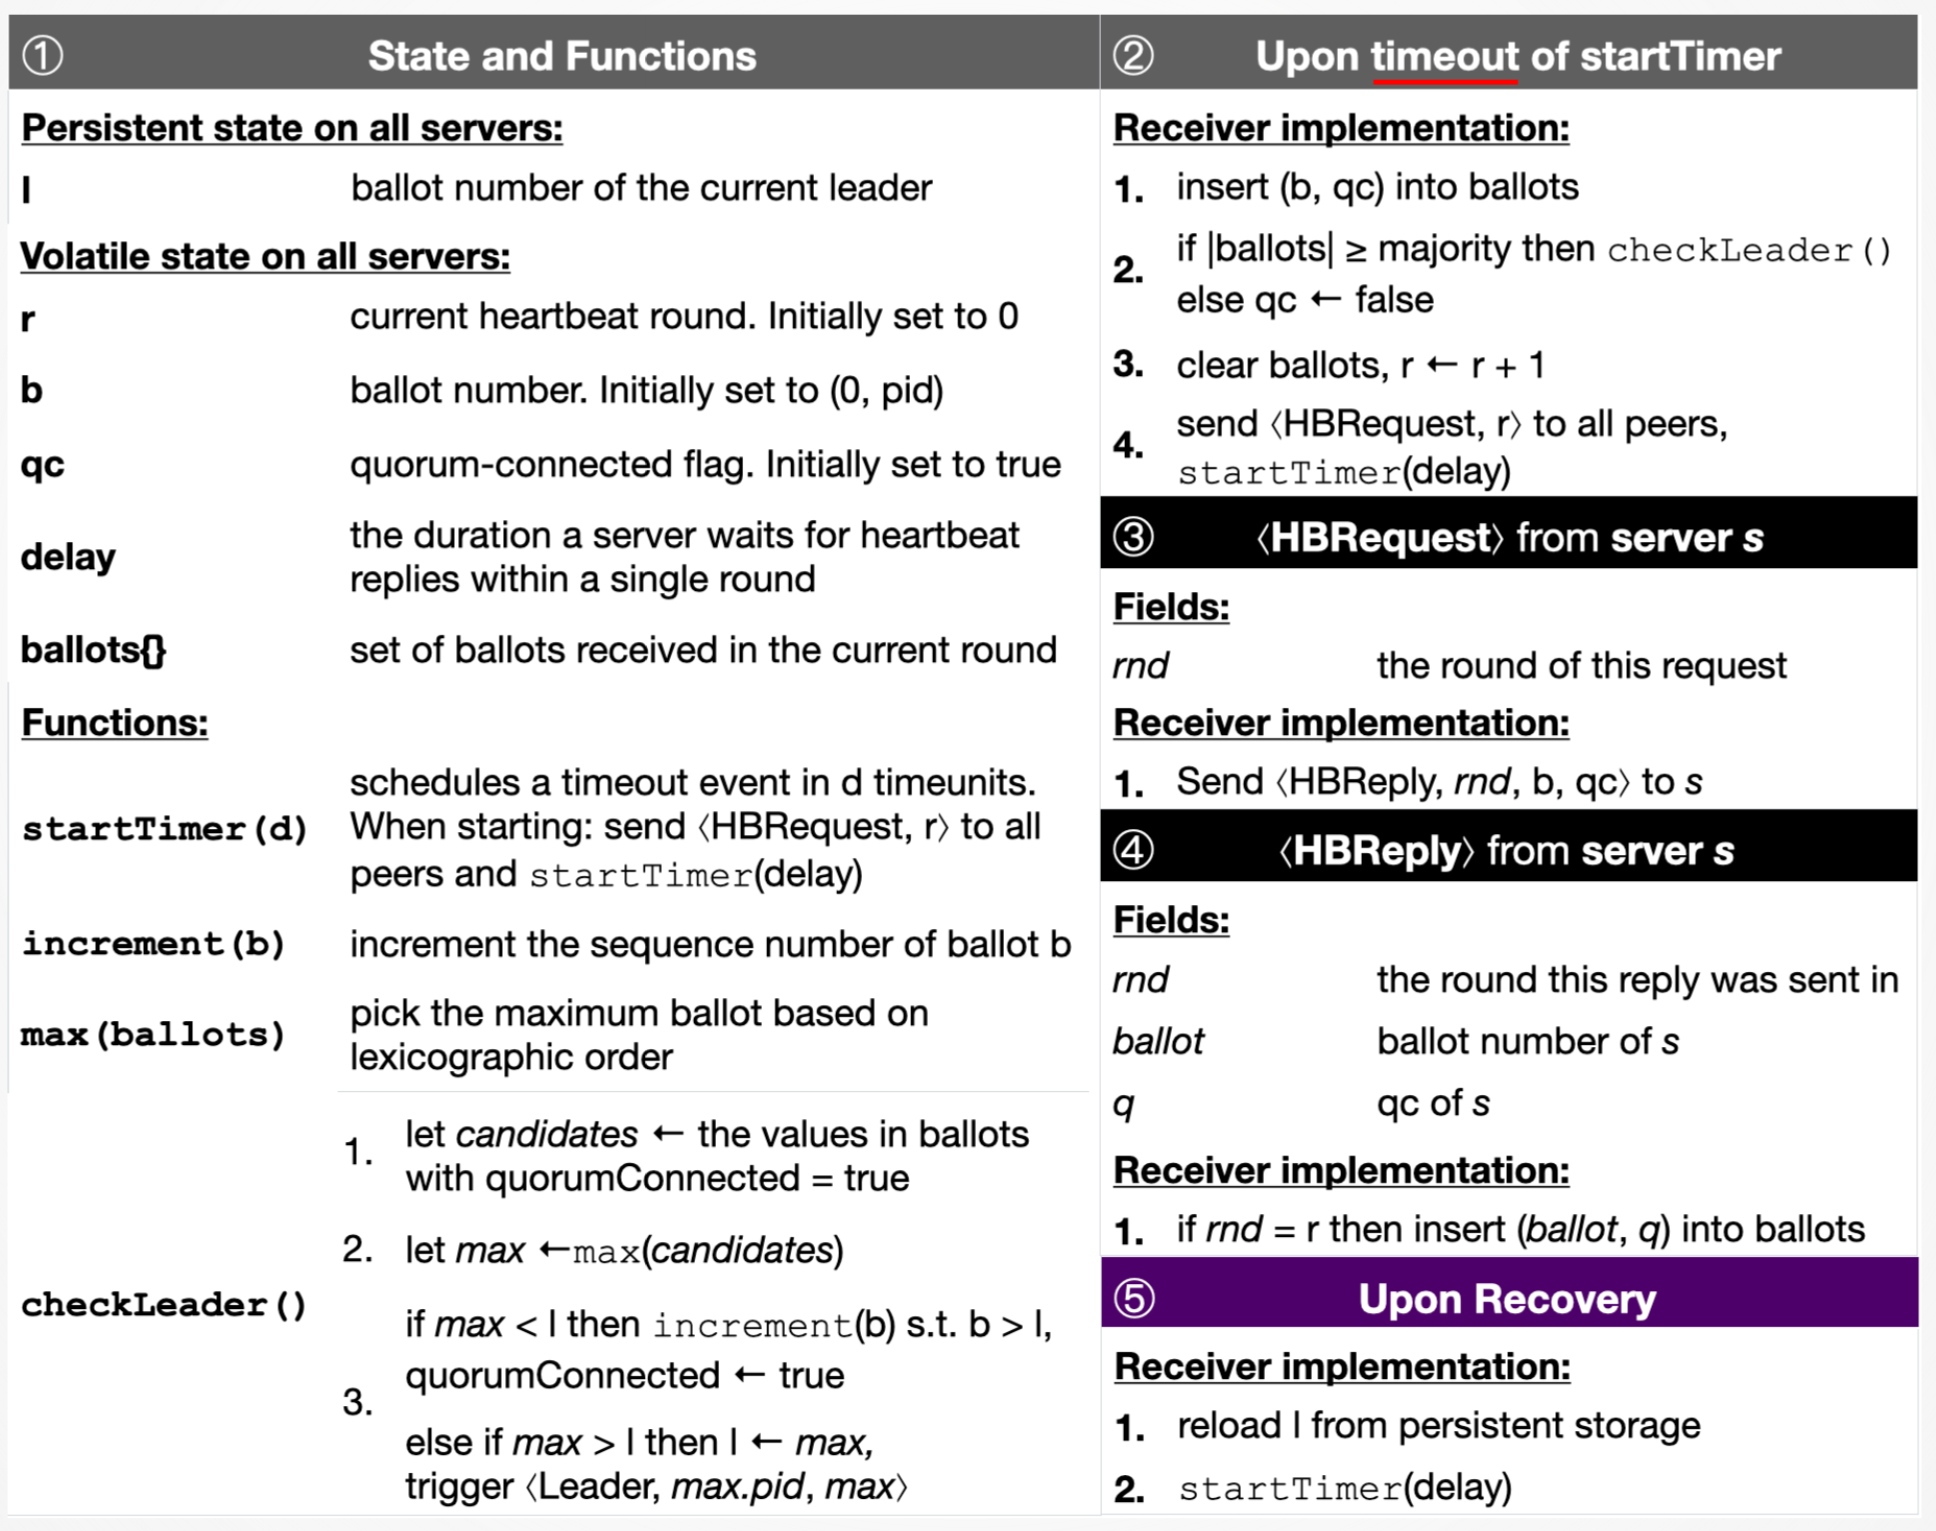 ① State and Functions
Persistent state on all servers:
l ballot number of the current leader
Volatile state on all servers:
r current heartbeat round. Initially set to 0
b ballot number. Initially set to (0, pid)
qc quorum-connected flag. Initially set to true
delay the duration a server waits for heartbeat
replies within a single round
ballots{} set of ballots received in the current round
Functions:
startTimer(d) schedules a timeout event in d timeunits.
When starting: send ⟨HBRequest, r⟩ to all
peers and startTimer(delay)
increment(b) increment the sequence number of ballot b
max(ballots) pick the maximum ballot based on
lexicographic order
checkLeader()
1. let candidates ← the values in ballots
with quorumConnected = true
2. let max ←max(candidates)
3. if max < l then increment(b) s.t. b > l,
quorumConnected ← true
else if max > l then l ← max,
trigger ⟨Leader, max.pid, max⟩
② Upon timeout of startTimer
Receiver implementation:
1. insert (b, qc) into ballots
2. if |ballots| ≥ majority then checkLeader()
else qc ← false
3. clear ballots, r ← r + 1
4. send ⟨HBRequest, r⟩ to all peers,
startTimer(delay)
③ ⟨HBRequest⟩ from server s
Fields:
rnd the round of this request
Receiver implementation:
1. Send ⟨HBReply, rnd, b, qc⟩ to s
④ ⟨HBReply⟩ from server s
Fields:
rnd the round this reply was sent in
ballot ballot number of s
q qc of s
Receiver implementation:
1. if rnd = r then insert (ballot, q) into ballots
⑤ Upon Recovery
Receiver implementation:
1. reload l from persistent storage
2. startTimer(delay)